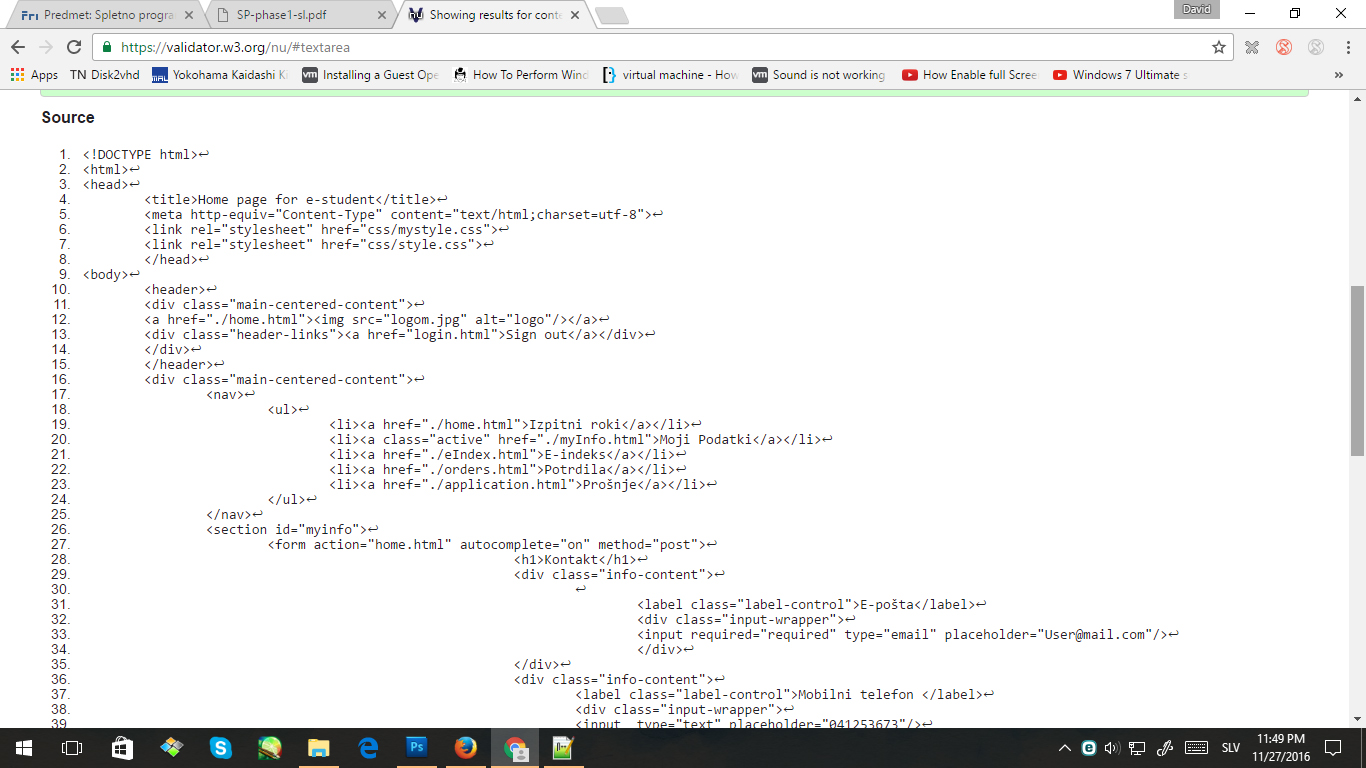 David
Fri Predmet: Spletno progra
SP-phase1-sl.pdf
Showing results for conte
https://validator.w3.org/nu/#textarea
Apps TN Disk2vhd Yokohama Kaidashi Ki Installing a Guest Ope How To Perform Wind virtual machine - How Sound is not working How Enable full Scree Windows 7 Ultimate s »
Source
1. <!DOCTYPE html>↩
2. <html>↩
3. <head>↩
4. <title>Home page for e-student</title>↩
5. <meta http-equiv="Content-Type" content="text/html;charset=utf-8">↩
6. <link rel="stylesheet" href="css/mystyle.css">↩
7. <link rel="stylesheet" href="css/style.css">↩
8. </head>↩
9. <body>↩
10. <header>↩
11. <div class="main-centered-content">↩
12. <a href="./home.html"><img src="logom.jpg" alt="logo"/></a>↩
13. <div class="header-links"><a href="login.html">Sign out</a></div>↩
14. </div>↩
15. </header>↩
16. <div class="main-centered-content">↩
17. <nav>↩
18. <ul>↩
19. <li><a href="./home.html">Izpitni roki</a></li>↩
20. <li><a class="active" href="./myInfo.html">Moji Podatki</a></li>↩
21. <li><a href="./eIndex.html">E-indeks</a></li>↩
22. <li><a href="./orders.html">Potrdila</a></li>↩
23. <li><a href="./application.html">Prošnje</a></li>↩
24. </ul>↩
25. </nav>↩
26. <section id="myinfo">↩
27. <form action="home.html" autocomplete="on" method="post">↩
28. <h1>Kontakt</h1>↩
29. <div class="info-content">↩
30. ↩
31. <label class="label-control">E-pošta</label>↩
32. <div class="input-wrapper">↩
33. <input required="required" type="email" placeholder="User@mail.com"/>↩
34. </div>↩
35. </div>↩
36. <div class="info-content">↩
37. <label class="label-control">Mobilni telefon </label>↩
38. <div class="input-wrapper">↩
39. <input type="text" placeholder="041253673"/>↩
SLV
11:49 PM
11/27/2016